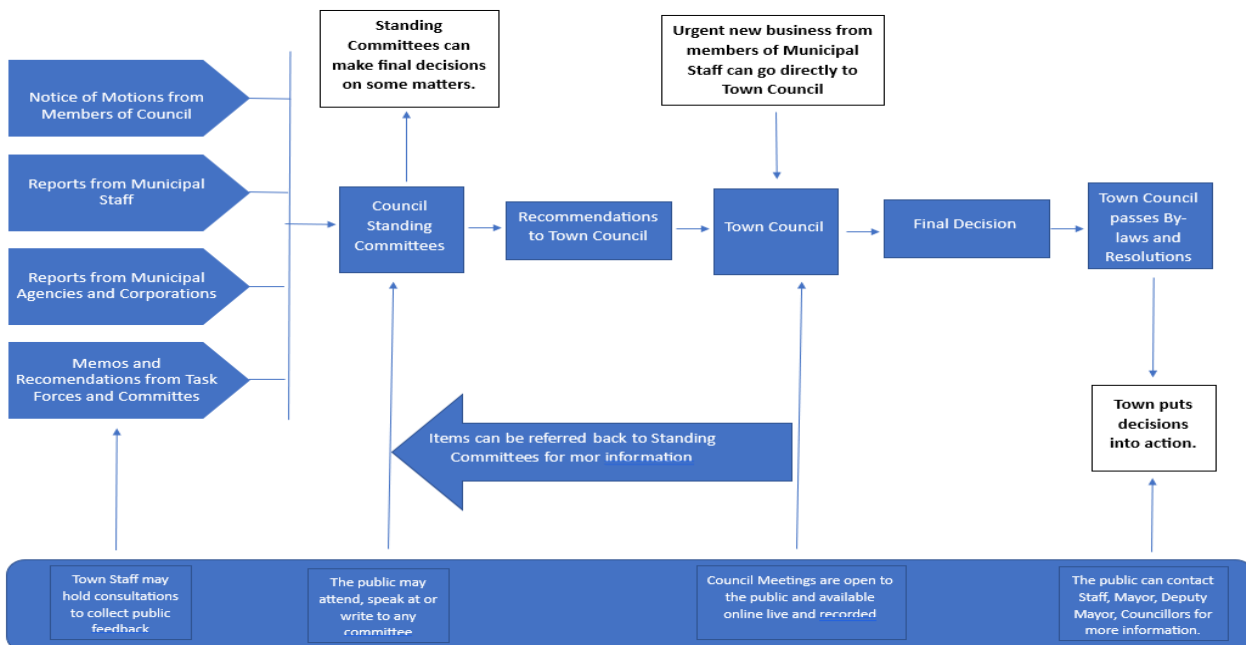 Standing
Committees can
make final decisions
on some matters.
Urgent new business from
members of Municipal
Staff can go directly to
Town Council
Notice of Motions from
Members of Council
Reports from Municipal
Staff
Reports from Municipal
Agencies and Corporations
Memos and
Recomendations from Task
Forces and Committes
Council
Standing
Committees
Recommendations
to Town Council
Town Council
Final Decision
Town Council
passes By-
laws and
Resolutions
Town puts
decisions
into action.
Items can be referred back to Standing
Committees for mor information
Town Staff may
hold consultations
to collect public
feedback
The public may
attend, speak at or
write to any
committee
Council Meetings are open to
the public and available
online live and recorded
The public can contact
Staff, Mayor, Deputy
Mayor, Councillors for
more information.